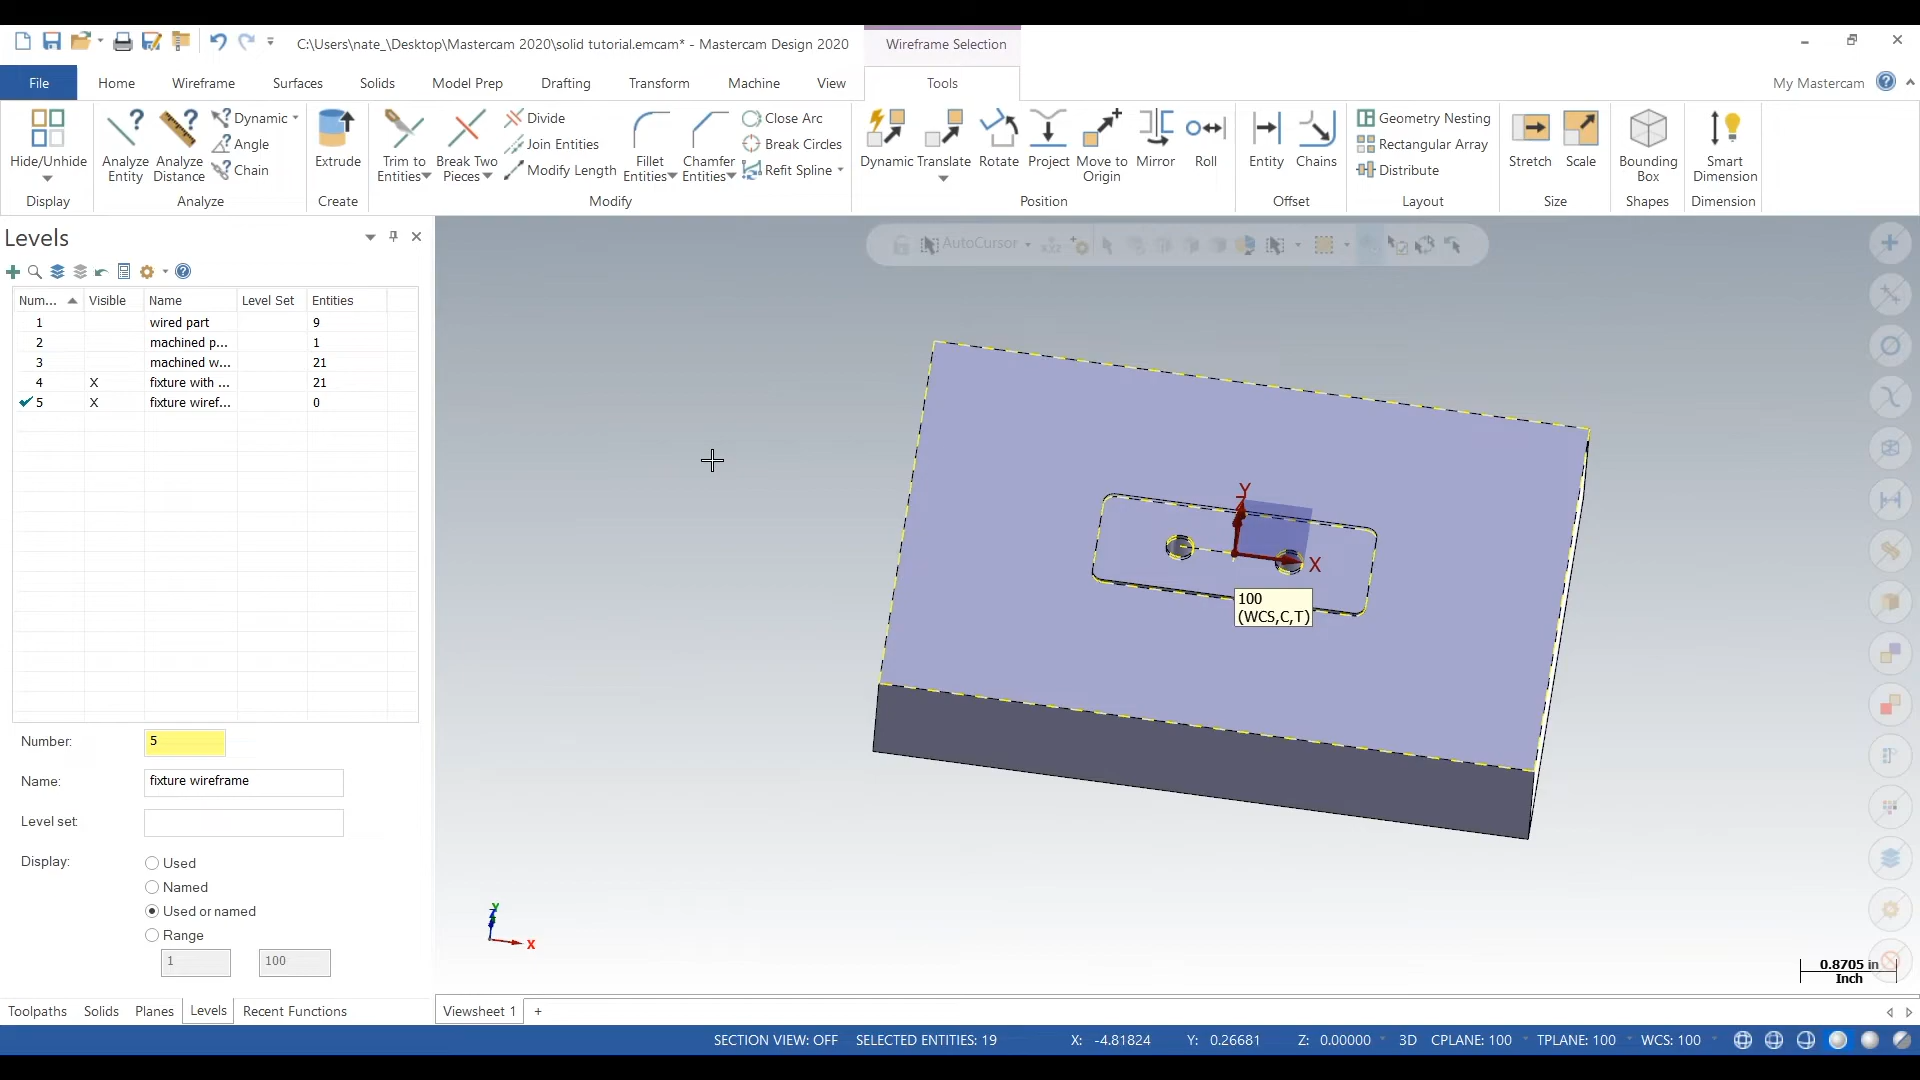 C:\Users\nate_\Desktop\Mastercam 2020\solid tutorial.emcam* - Mastercam Design 2020
Wireframe Selection
File Home Wireframe Surfaces Solids Model Prep Drafting Transform Machine View Tools My Mastercam
Hide/Unhide
Analyze Entity
Analyze Distance
Dynamic
Angle
Chain
Extrude
Trim to Entities
Break Two Pieces
Divide
Join Entities
Modify Length
Fillet Entities
Chamfer Entities
Close Arc
Break Circles
Refit Spline
Dynamic
Translate
Rotate
Project
Move to Origin
Mirror
Roll
Entity
Chains
Geometry Nesting
Rectangular Array
Distribute
Stretch
Scale
Bounding Box
Smart Dimension
Display Analyze Create Modify Position Offset Layout Size Shapes Dimension
Levels
AutoCursor
Num... Visible Name Level Set Entities
1 wired part 9
2 machined p... 1
3 machined w... 21
4 X fixture with ... 21
5 X fixture wiref... 0
Number: 5
Name: fixture wireframe
Level set:
Display: Used
Named
Used or named
Range
1 100
Y
X
100
(WCS,C,T)
Y
X
0.8705 in
Inch
Toolpaths Solids Planes Levels Recent Functions
Viewsheet 1 +
SECTION VIEW: OFF SELECTED ENTITIES: 19 X: -4.81824 Y: 0.26681 Z: 0.00000 3D CPLANE: 100 TPLANE: 100 WCS: 100